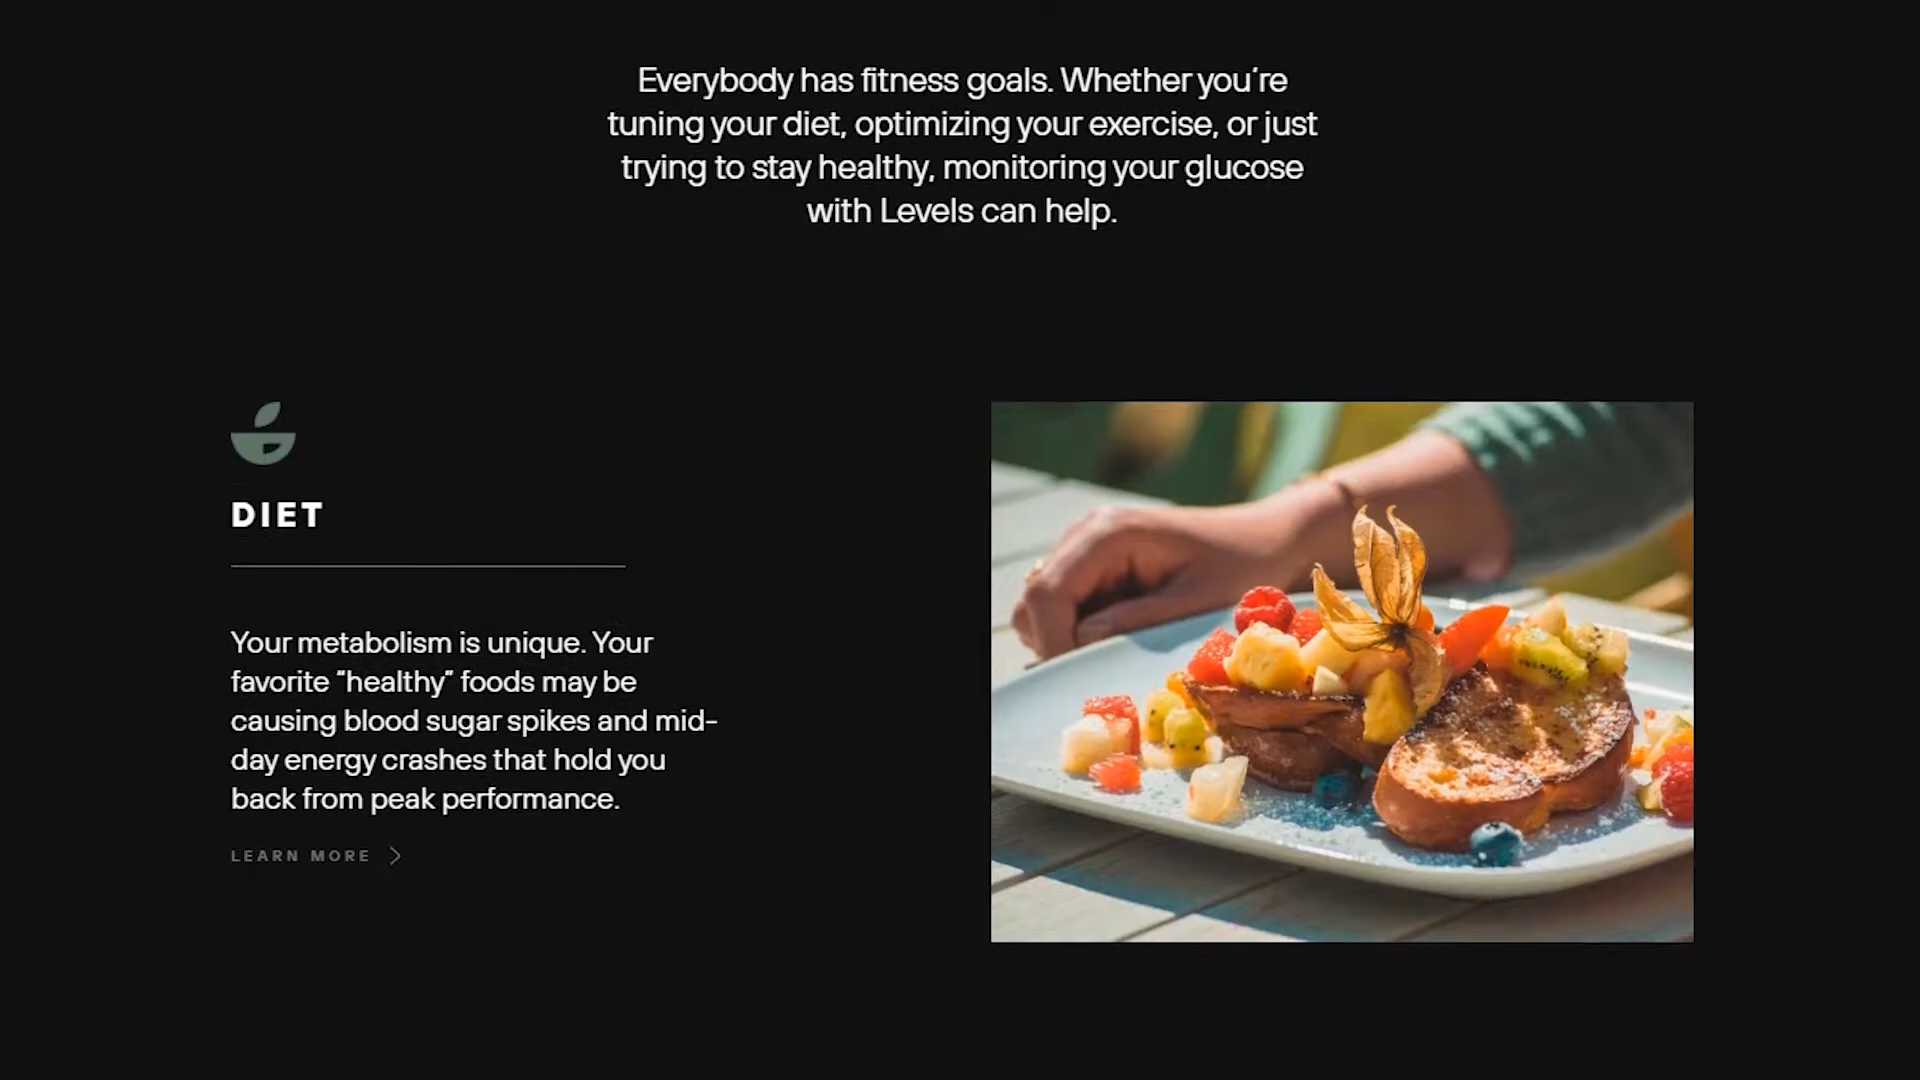 Everybody has fitness goals. Whether you’re
tuning your diet, optimizing your exercise, or just
trying to stay healthy, monitoring your glucose
with Levels can help.
DIET
Your metabolism is unique. Your
favorite “healthy” foods may be
causing blood sugar spikes and mid-
day energy crashes that hold you
back from peak performance.
LEARN MORE